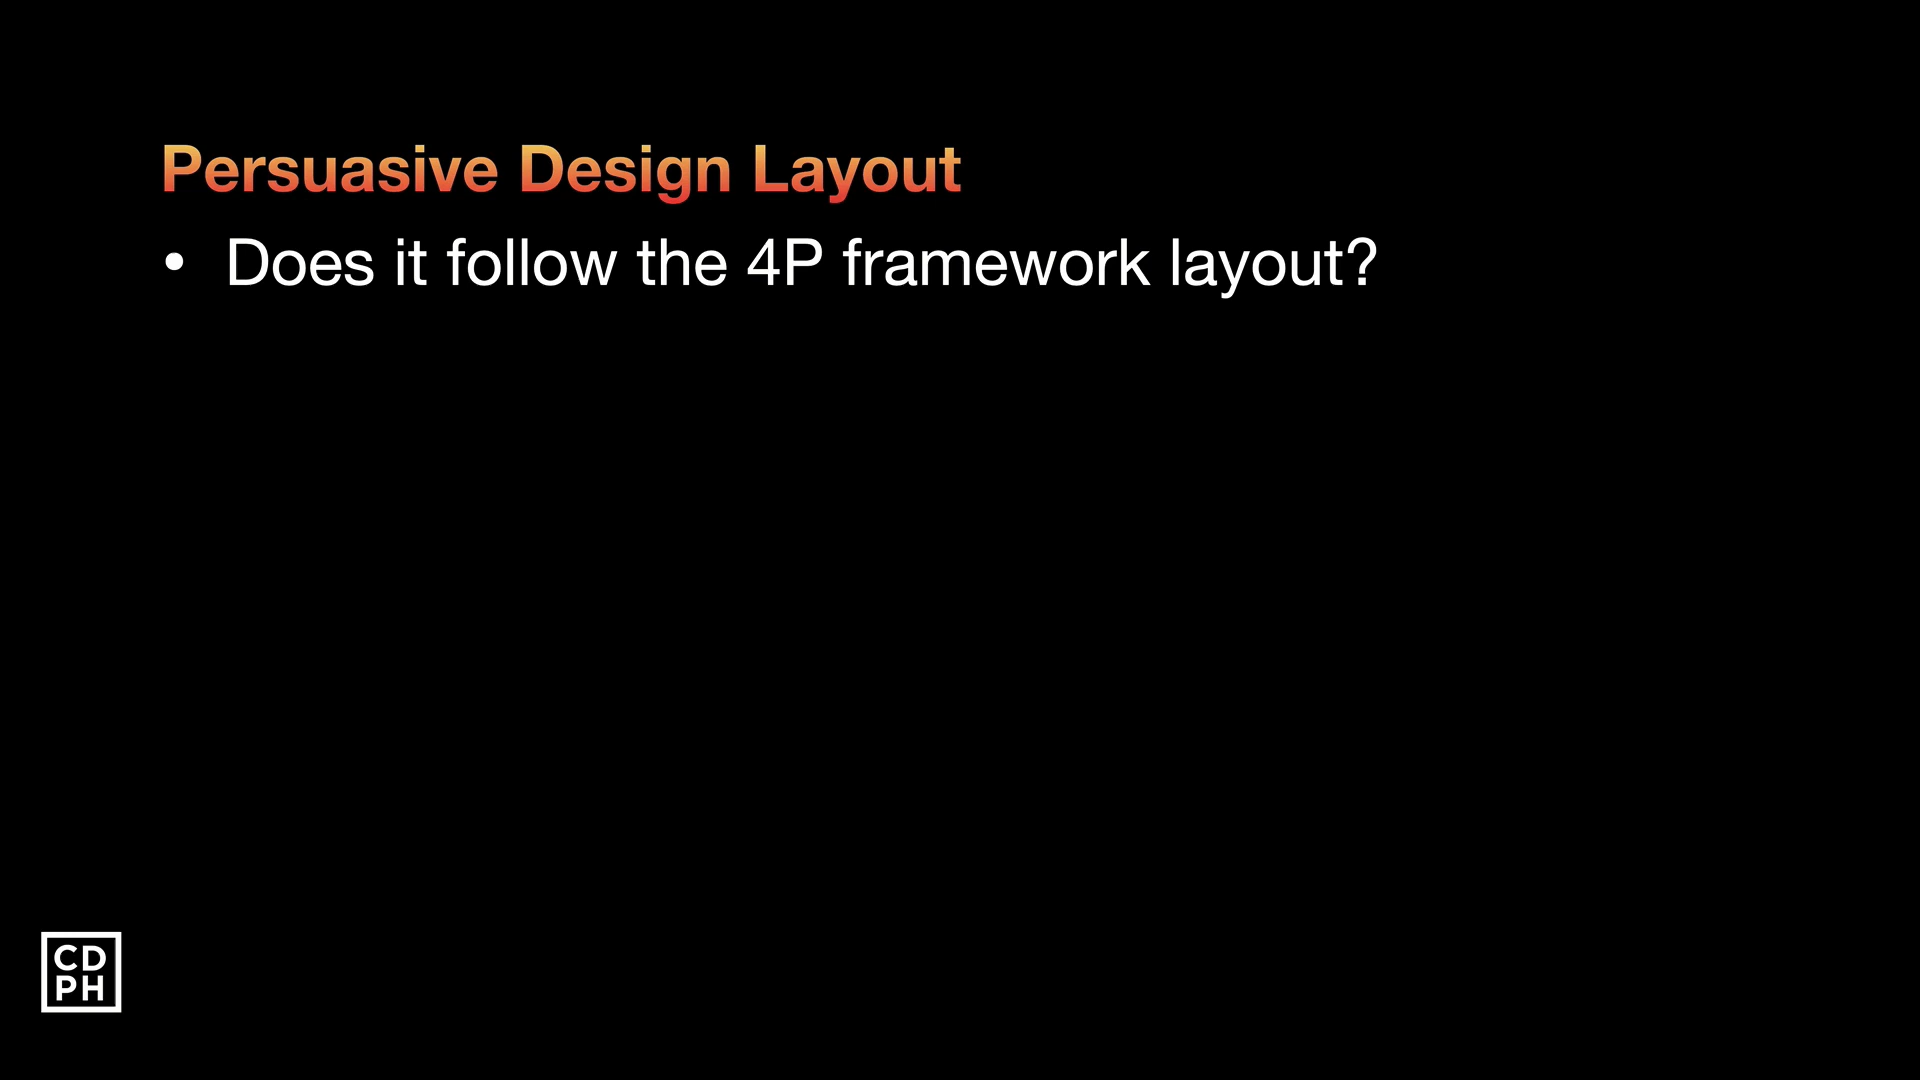 Persuasive Design Layout
• Does it follow the 4P framework layout?
CD
PH